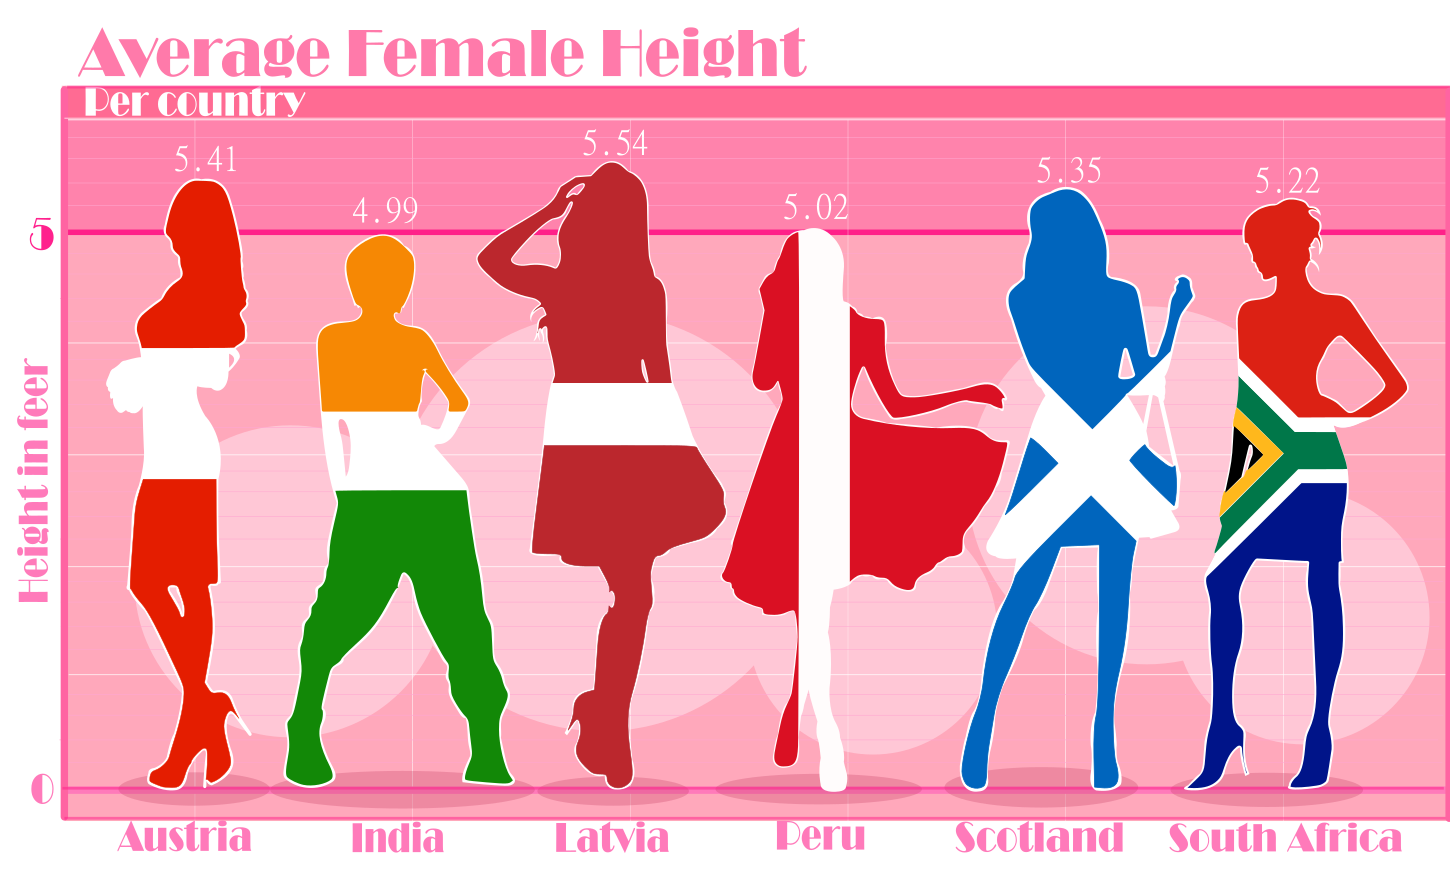 Average Female Height
Per country
5.41
4.99
5.54
5.02
5.35
5.22
5
0
Height in feer
Austria
India
Latvia
Peru
Scotland
South Africa